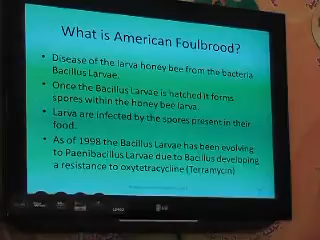 What is American Foulbrood?
• Disease of the larva honey bee from the bacteria
Bacillus Larvae.
• Once the Bacillus Larvae is hatched it forms
spores within the honey bee larva.
• Larva are infected by the spores present in their
food.
• As of 1998 the Bacillus Larvae has been evolving
to Paenibacillus Larvae due to Bacillus developing
a resistance to oxytetracycline (Terramycin)
LG